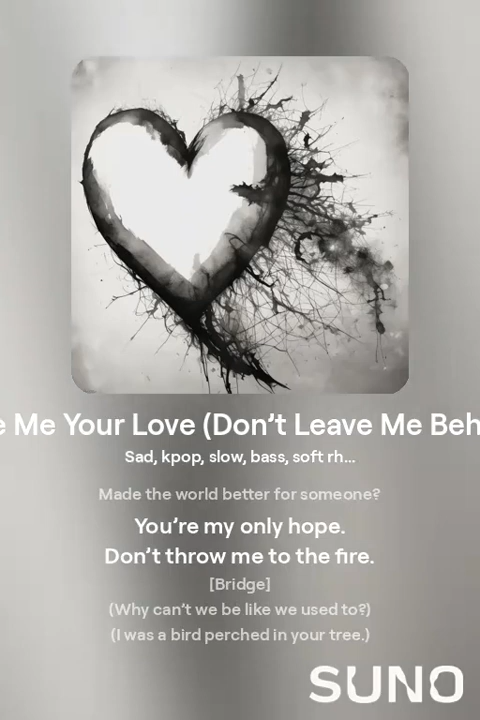 Me Your Love (Don't Leave Me
Sad, kpop, slow, bass, soft rh...
Made the world better for someone?
You're my only hope.
Don't throw me to the fire.
[Bridge]
(Why can't we be like we used to?)
(I was a bird perched in your tree.)
SUNO